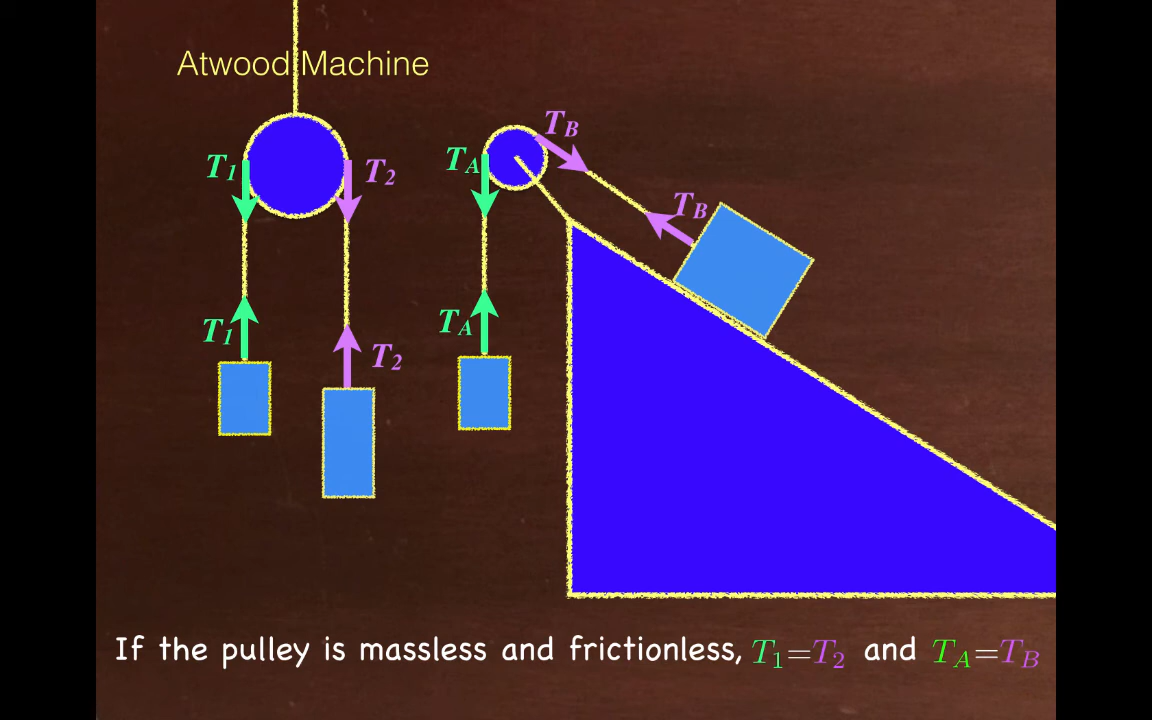 Atwood Machine
T1
T2
T1
T2
TA
TB
TB
TA
If the pulley is massless and frictionless, T1=T2 and TA=TB